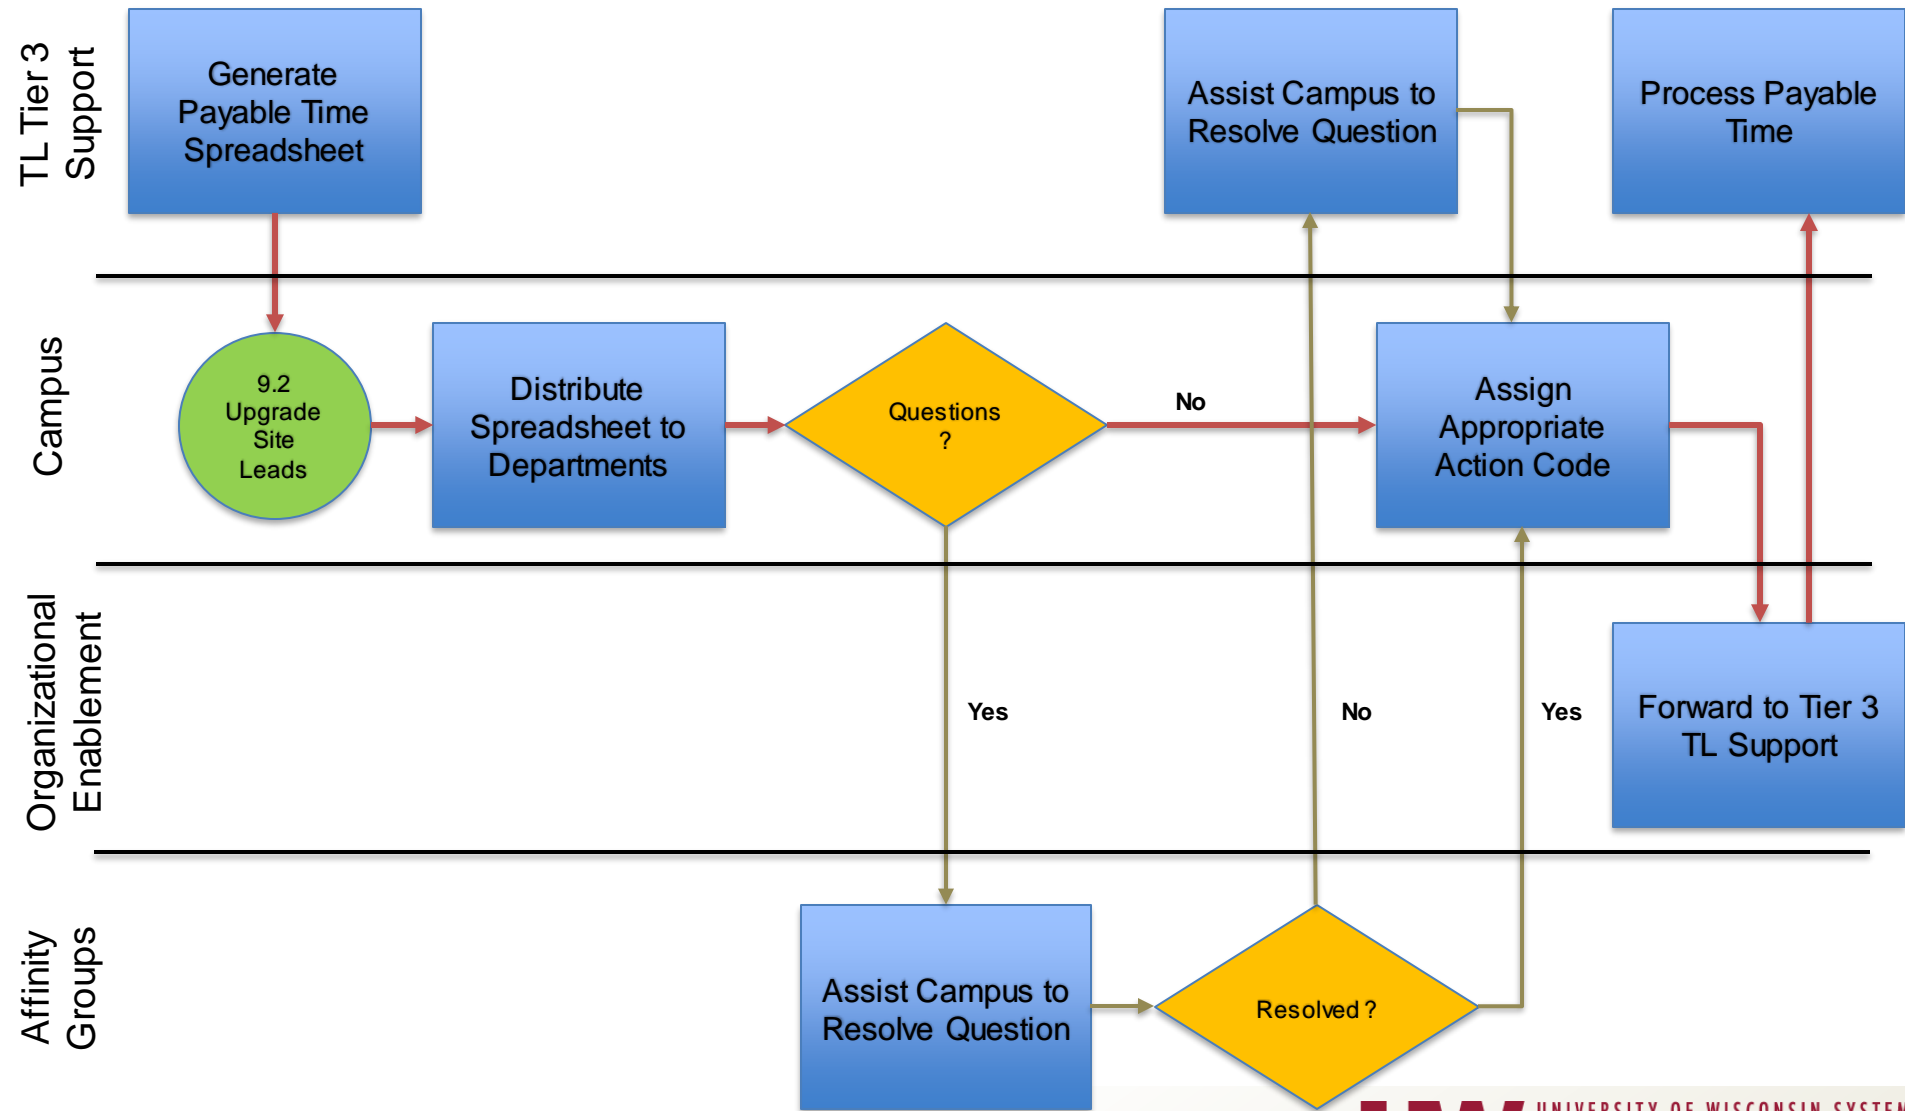 TL Tier 3
Support
Generate
Payable Time
Spreadsheet
Assist Campus to
Resolve Question
Process Payable
Time
Campus
9.2
Upgrade
Site
Leads
Distribute
Spreadsheet to
Departments
Questions
?
No
Assign
Appropriate
Action Code
Organizational
Enablement
Yes
No
Yes
Forward to Tier 3
TL Support
Affinity
Groups
Assist Campus to
Resolve Question
Resolved ?
UNIVERSITY OF WISCONSIN SYSTEM